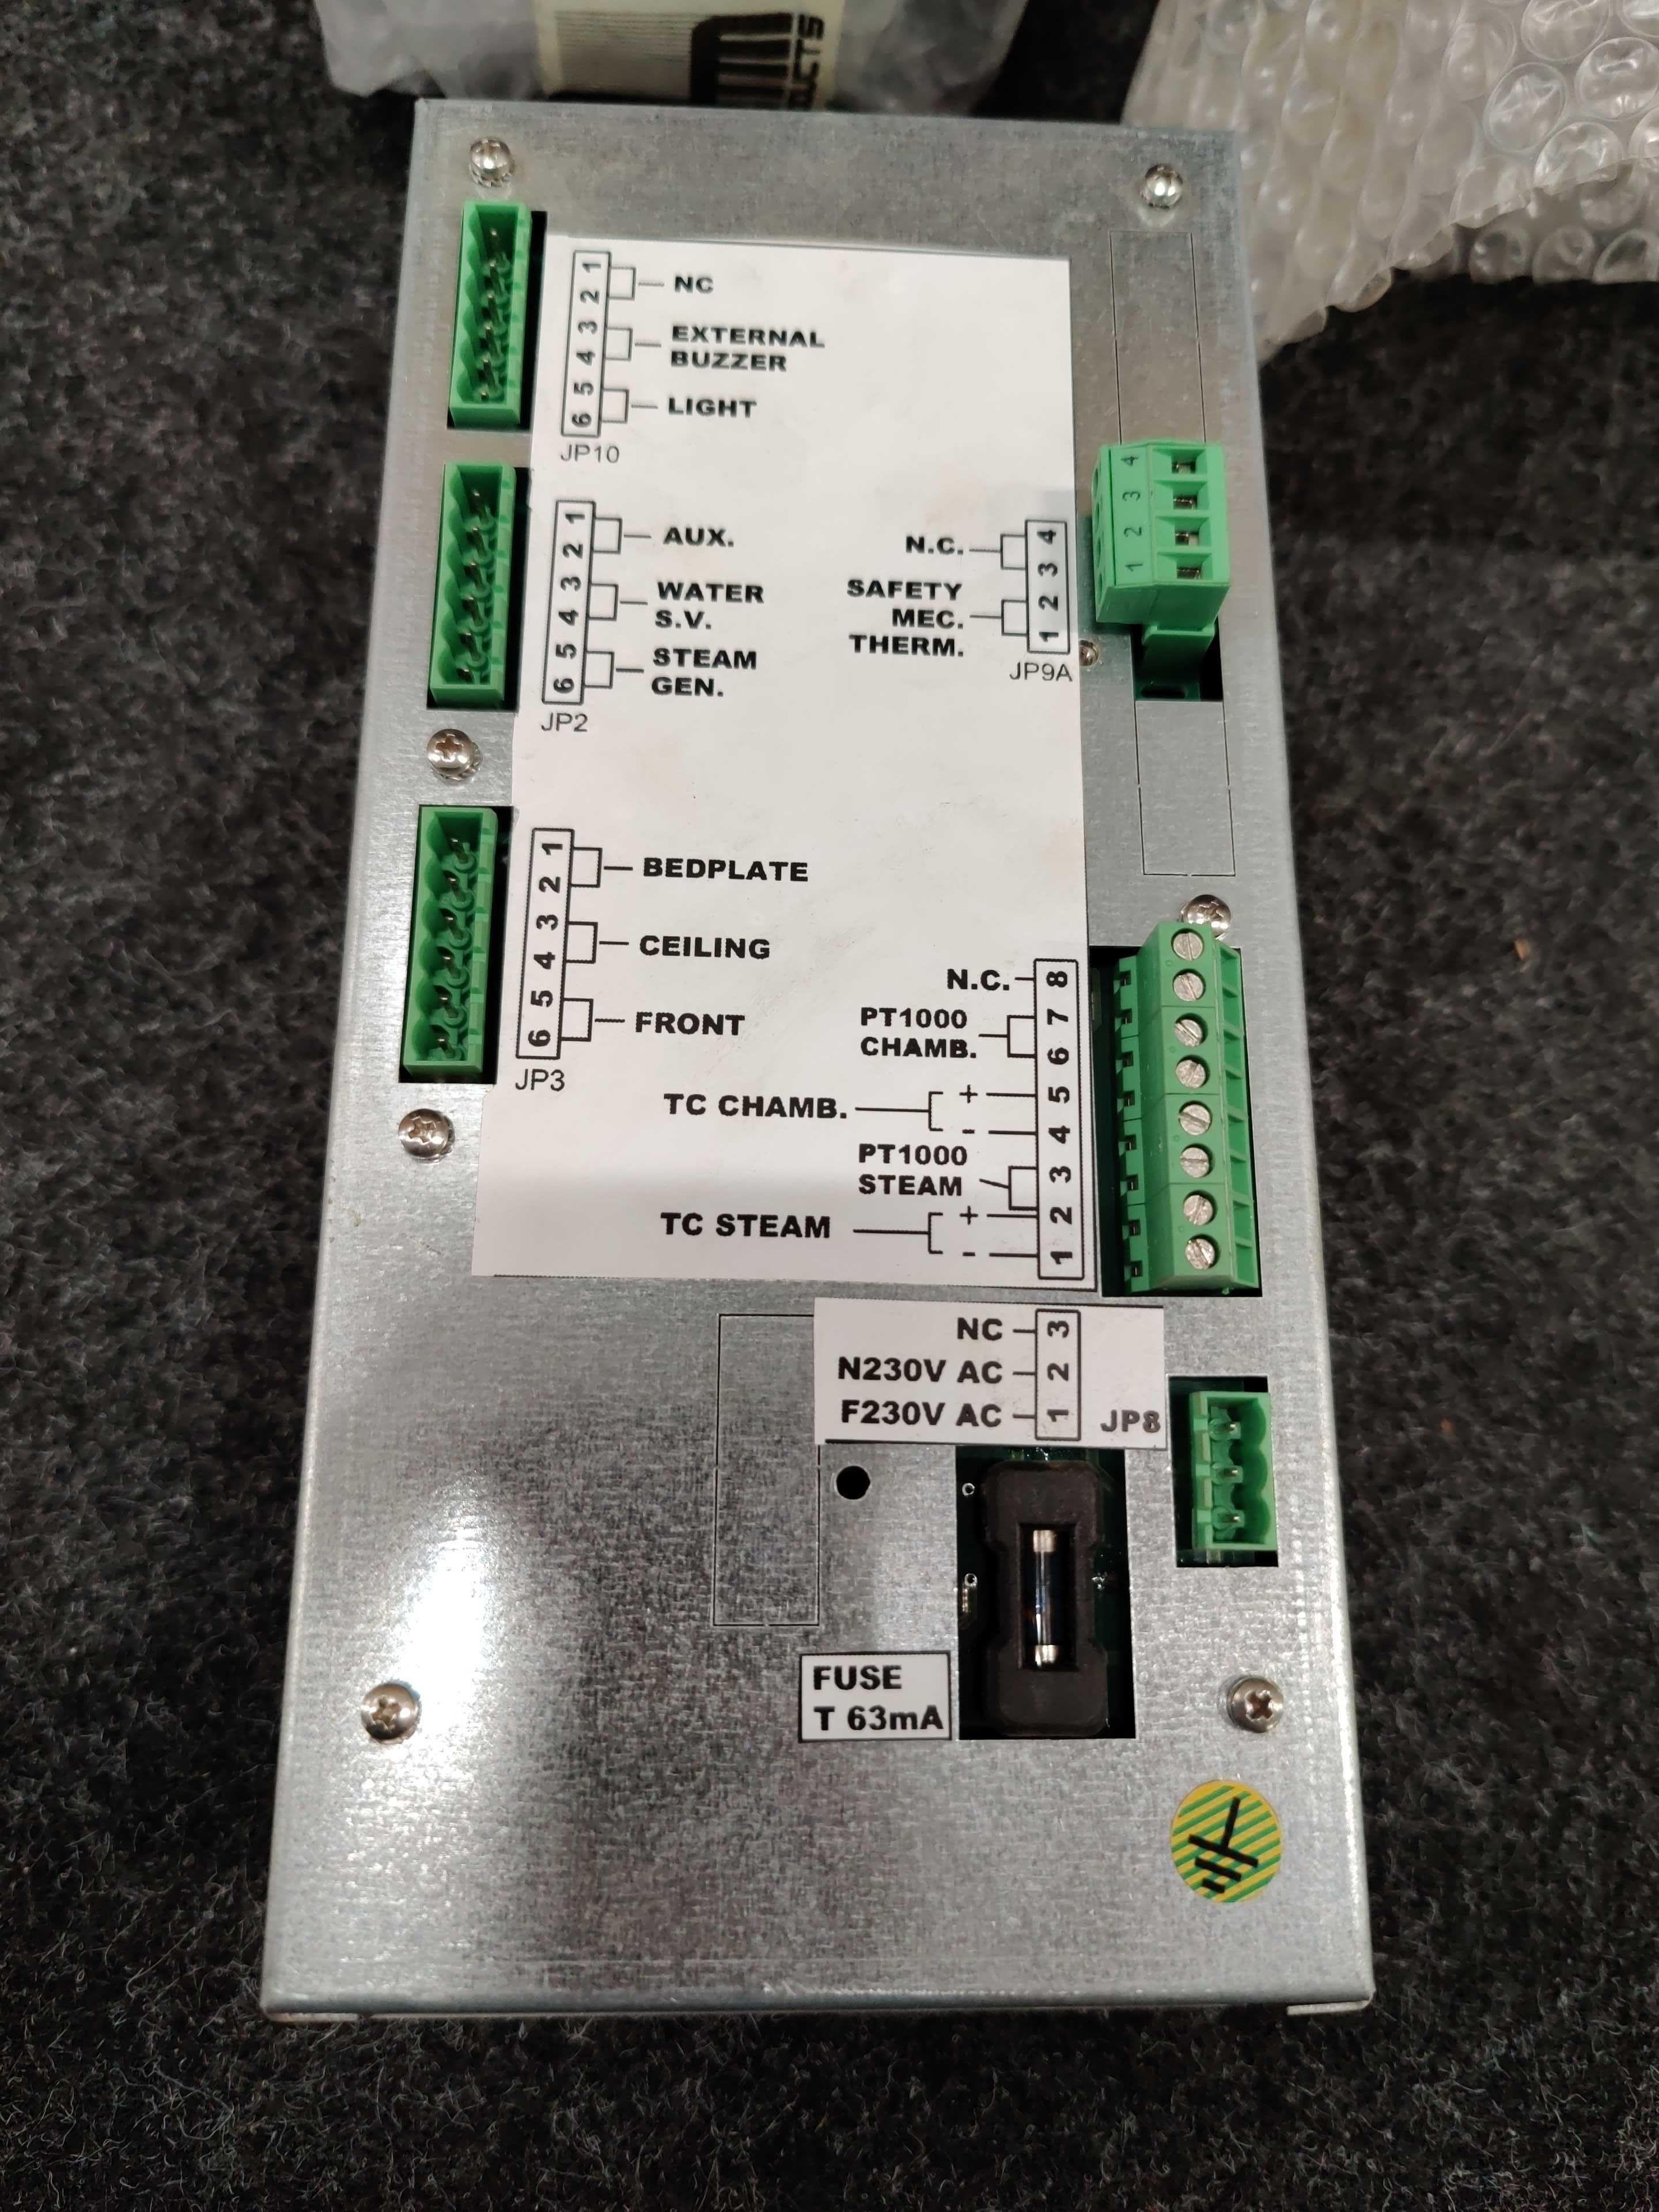 1
2
NC
3
4
EXTERNAL
BUZZER
5
6
LIGHT
JP10
1
2
AUX.
3
4
WATER
S.V.
5
6
STEAM
GEN.
JP2
N.C.
SAFETY
MEC.
THERM.
4
3
2
1
JP9A
4
3
2
1
1
2
BEDPLATE
3
4
CEILING
5
6
FRONT
JP3
N.C. 8
PT1000
CHAMB.
7
6
TC CHAMB.
+ 5
- 4
PT1000
STEAM
3
TC STEAM
+ 2
- 1
NC 3
N230V AC 2
F230V AC 1 JP8
FUSE
T 63mA